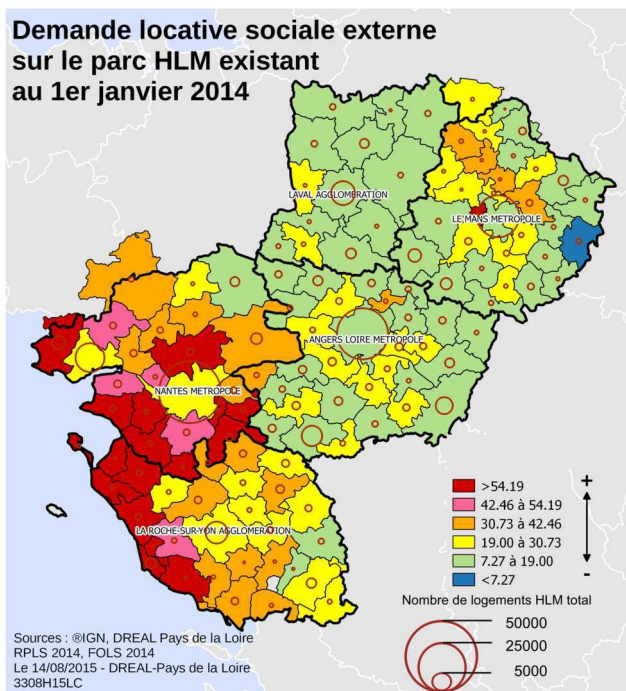 Demande locative sociale externe
sur le parc HLM existant
au 1er janvier 2014
LAVAL AGGLOMERATION
LE MANS METROPOLE
ANGERS LOIRE METROPOLE
NANTES METROPOLE
LA ROCHE-SUR-YON AGGLOMERATION
>54.19
42.46 à 54.19
30.73 à 42.46
19.00 à 30.73
7.27 à 19.00
<7.27
+
-
Nombre de logements HLM total
50000
25000
5000
Sources : ®IGN, DREAL Pays de la Loire
RPLS 2014, FOLS 2014
Le 14/08/2015 - DREAL-Pays de la Loire
3308H15LC